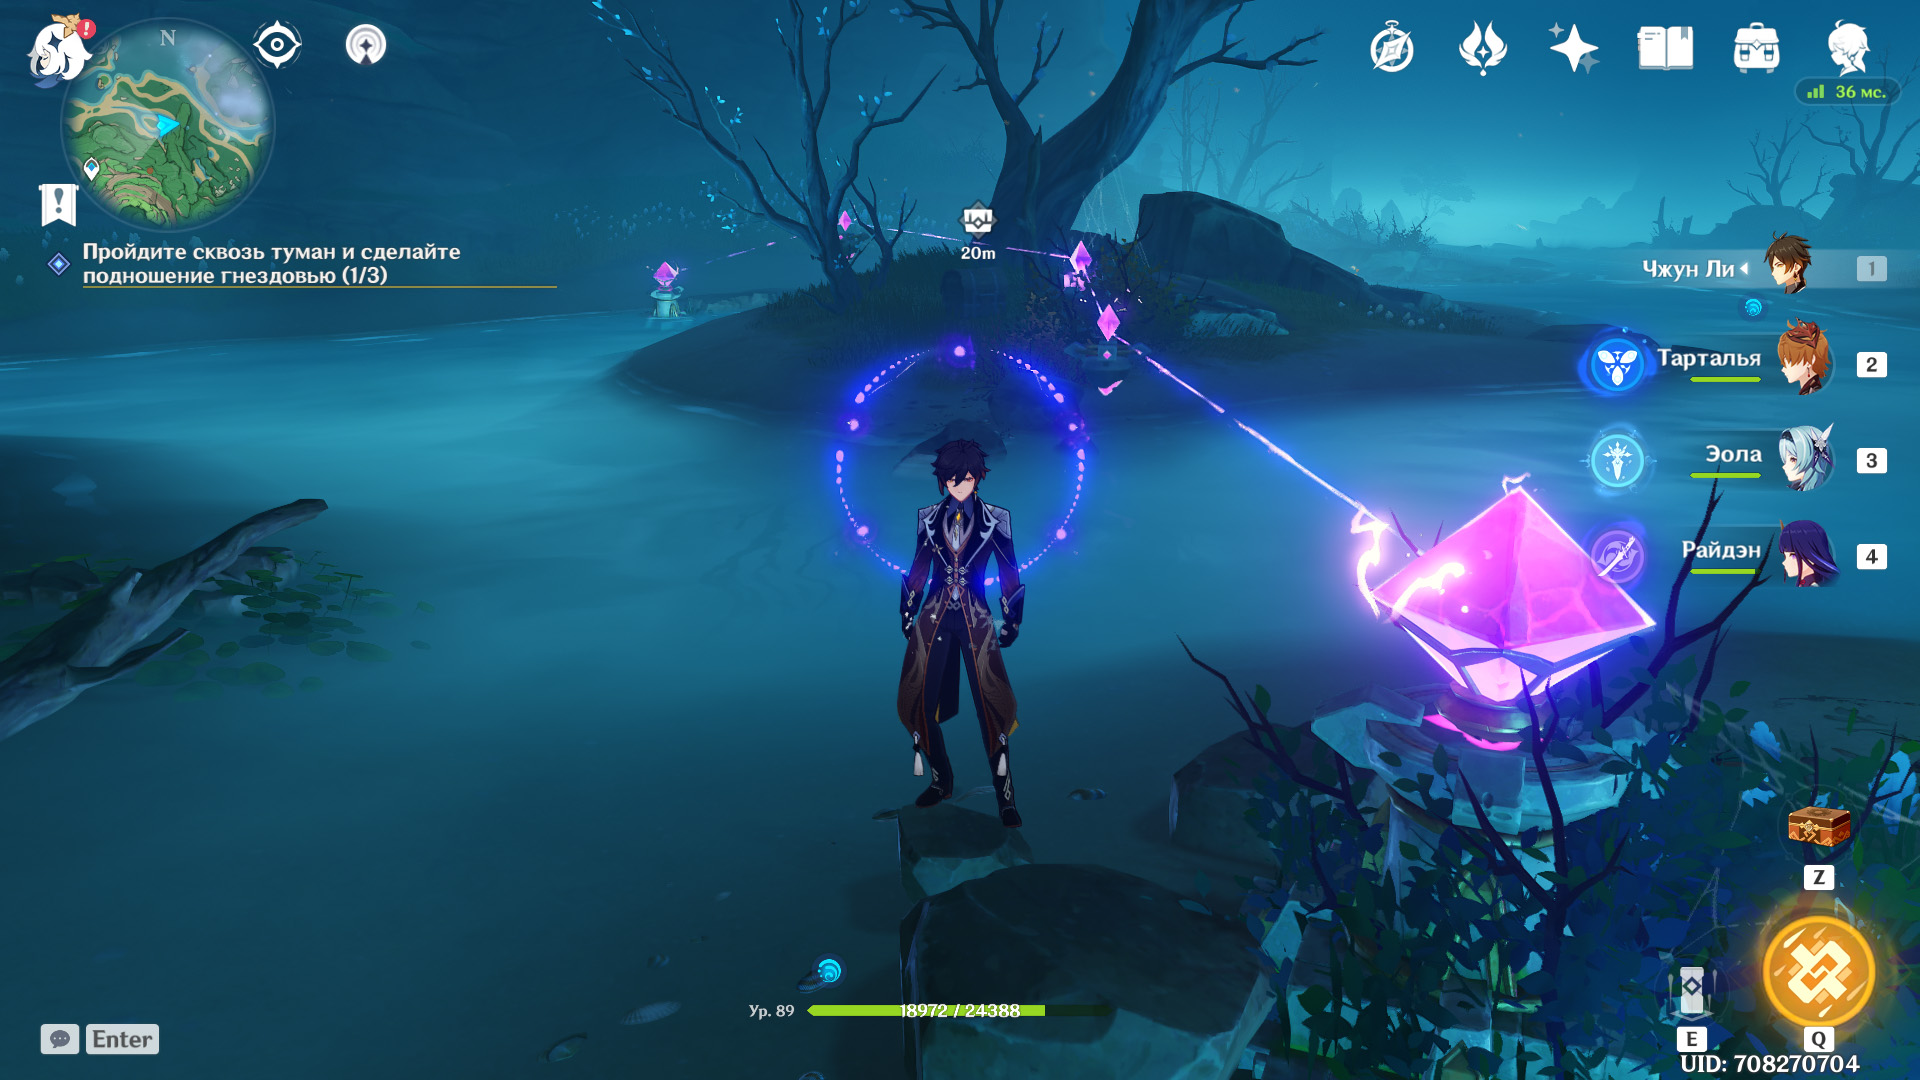 N
36 мс.
Пройдите сквозь туман и сделайте
подношение гнездовью (1/3)
20m
Чжун Ли
1
Тарталья
2
Эола
3
Райдэн
4
Z
Ур. 89
18972 / 24388
Enter
E
Q
UID: 708270704